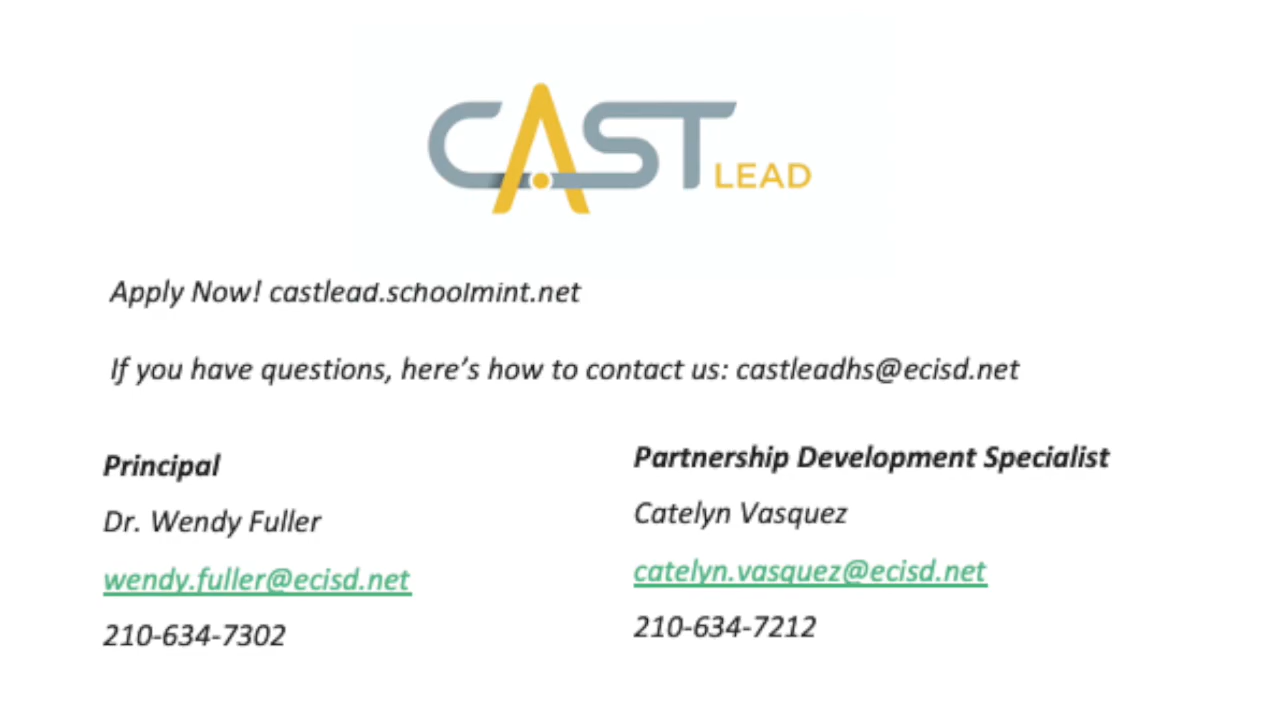 CAST LEAD
Apply Now! castlead.schoolmint.net
If you have questions, here's how to contact us: castleadhs@ecisd.net
Principal
Dr. Wendy Fuller
wendy.fuller@ecisd.net
210-634-7302
Partnership Development Specialist
Catelyn Vasquez
catelyn.vasquez@ecisd.net
210-634-7212